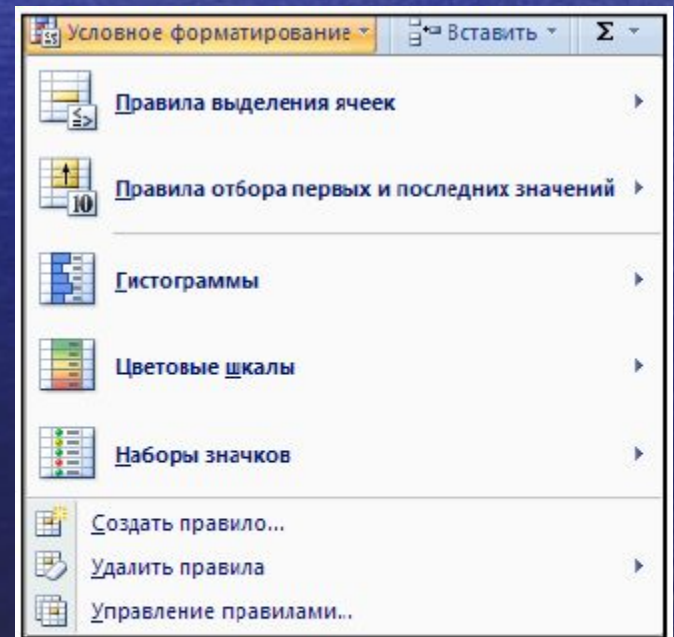 Условное форматирование Вставить Σ
Правила выделения ячеек
Правила отбора первых и последних значений
10
Гистограммы
Цветовые шкалы
Наборы значков
Создать правило...
Удалить правила
Управление правилами...